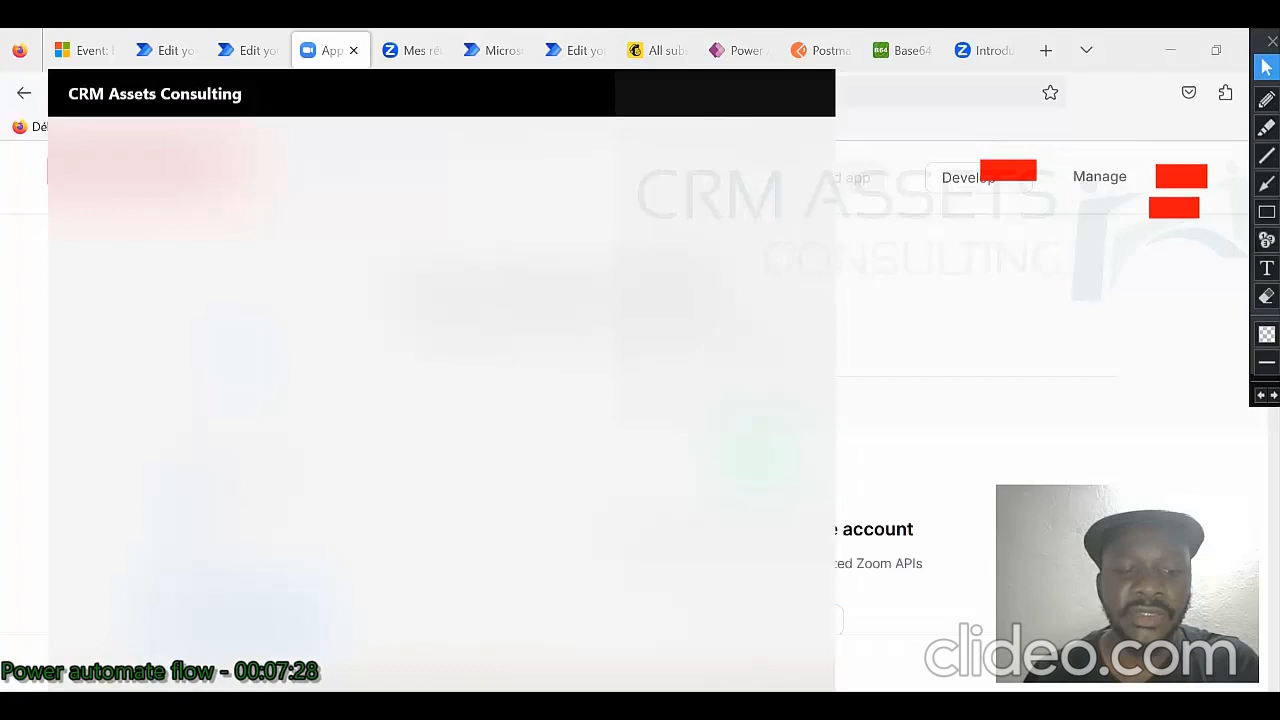 Event: I
Edit yo
Edit yo
App
Mes ré
Micros
Edit yo
All sub
Power
Postma
B64
Base64
Introdu
CRM Assets Consulting
Dé
d app
Develop
Manage
CRM ASSETS
CONSULTING
e account
ted Zoom APIs
T
clideo.com
Power automate flow - 00:07:28